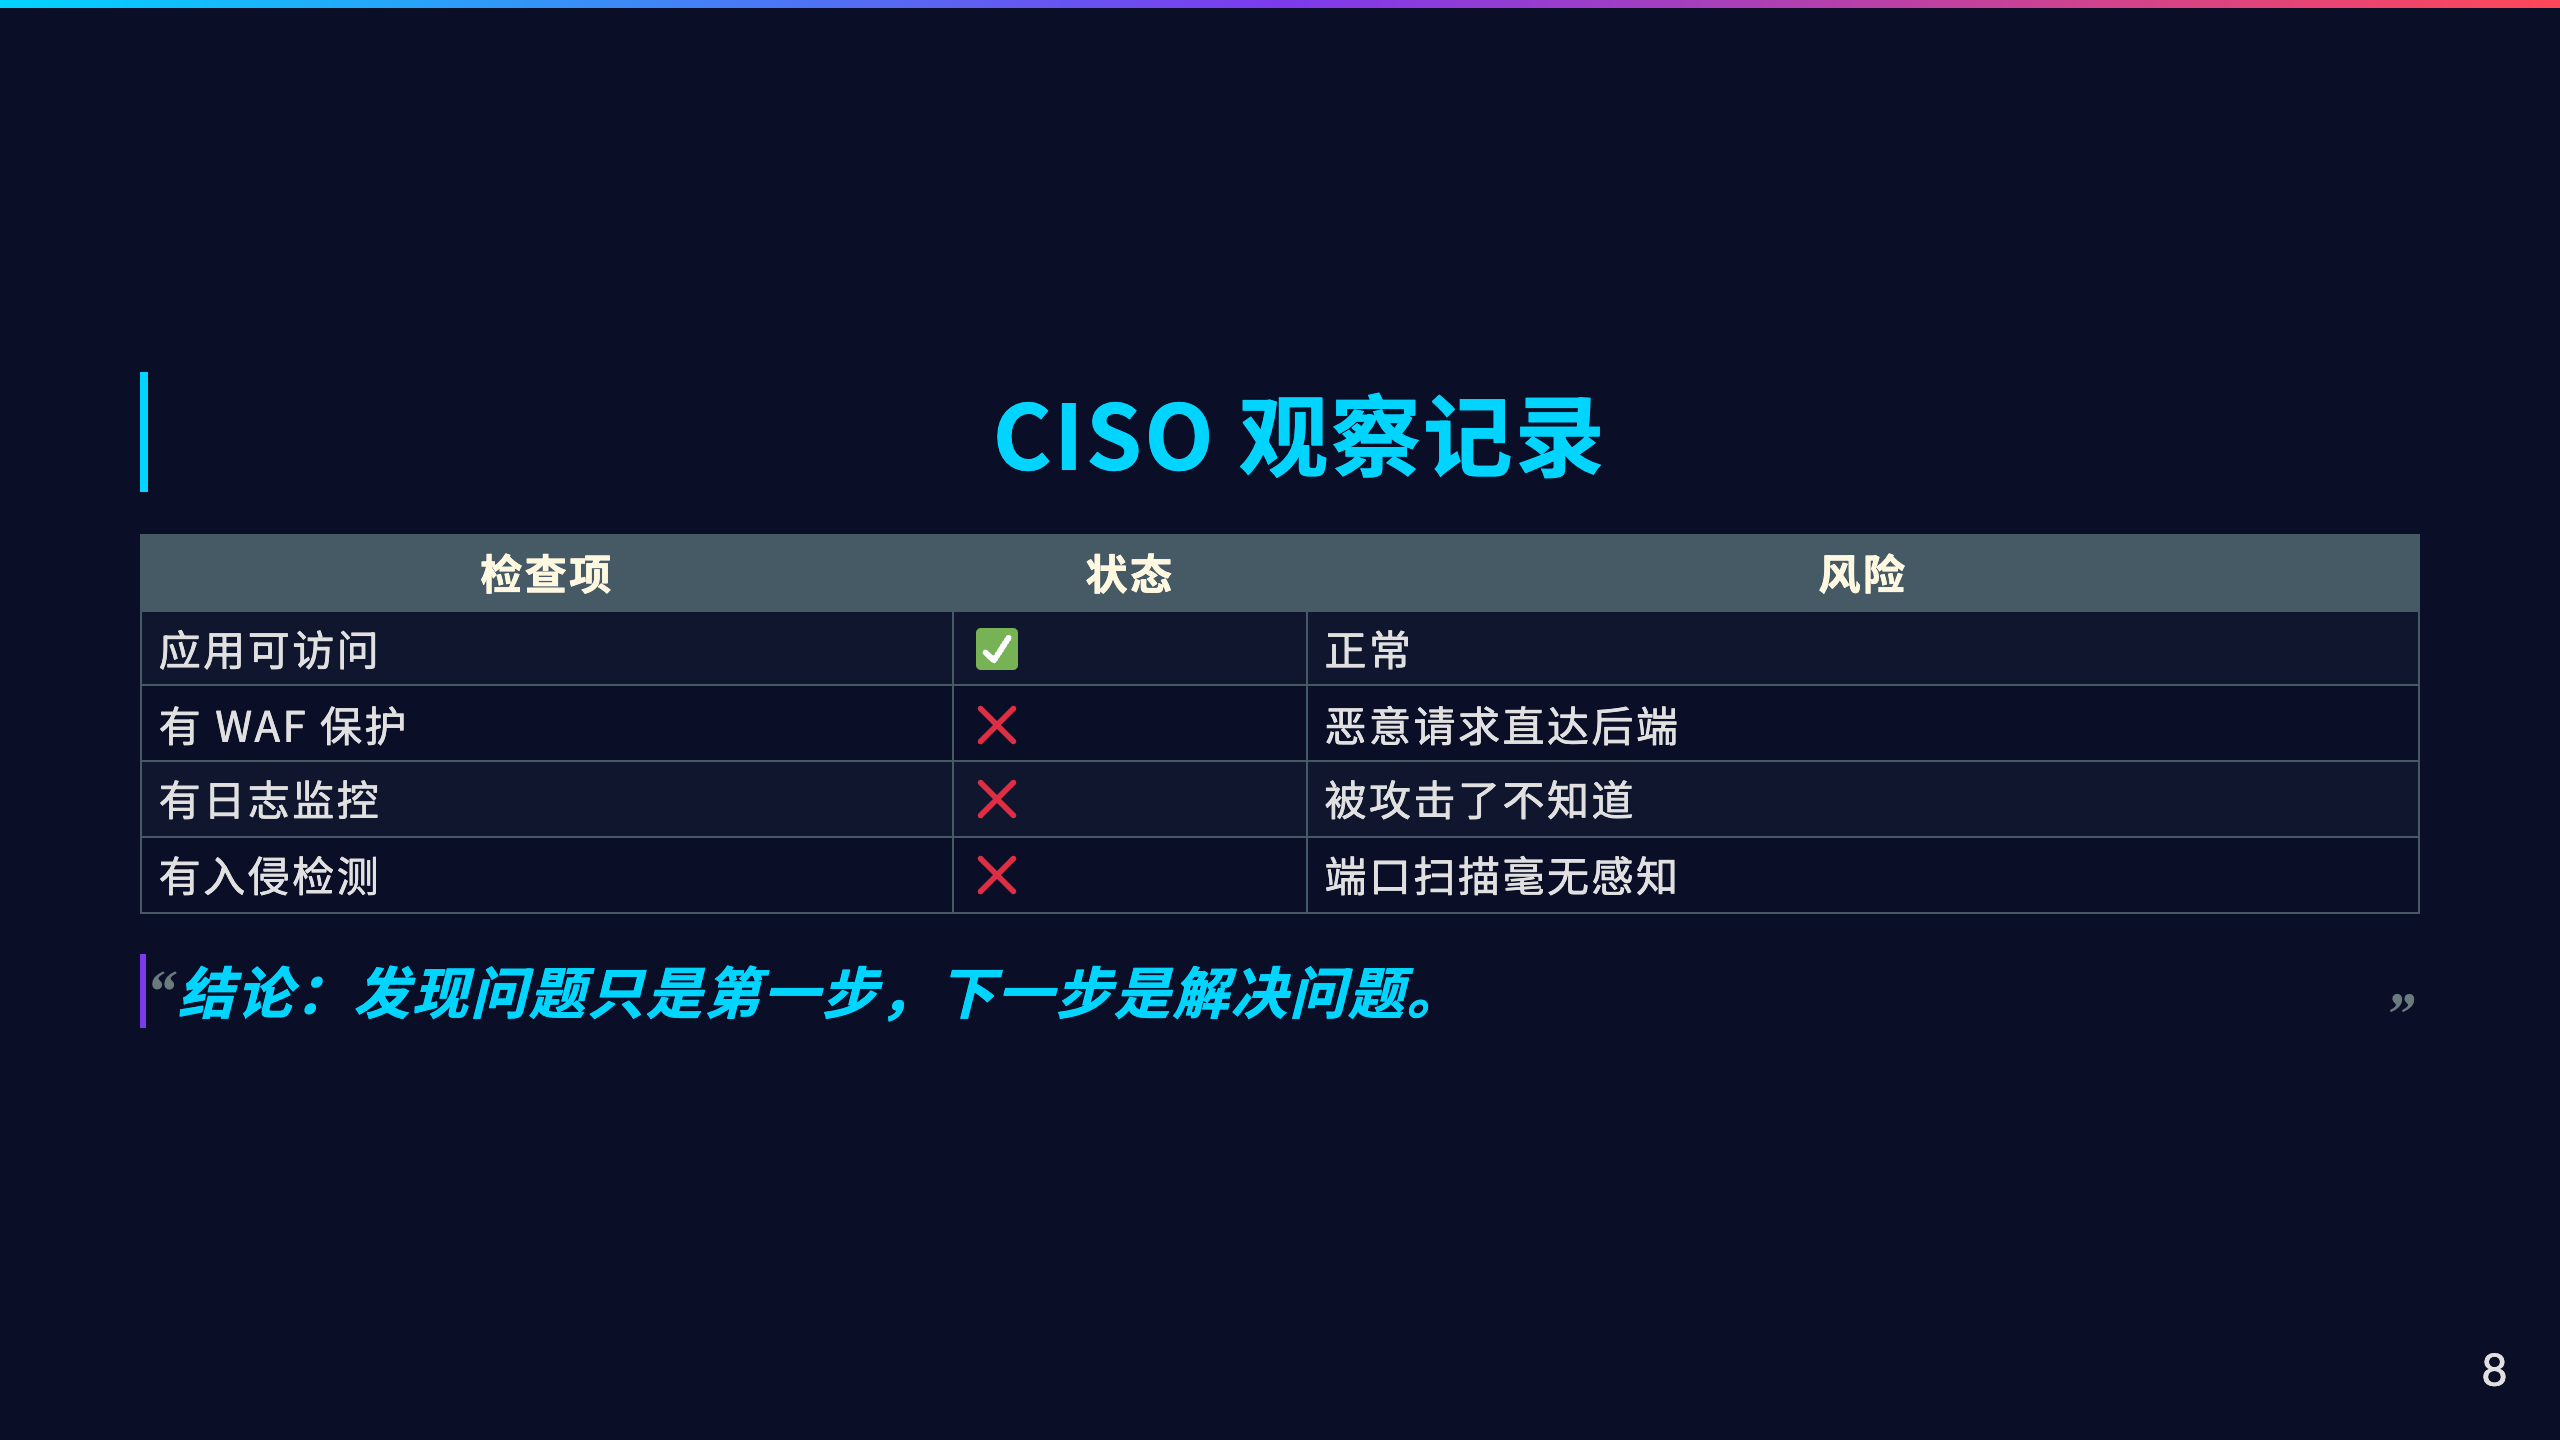 CISO 观察记录
检查项 状态 风险
应用可访问 ✅ 正常
有 WAF 保护 ❌ 恶意请求直达后端
有日志监控 ❌ 被攻击了不知道
有入侵检测 ❌ 端口扫描毫无感知
“结论：发现问题只是第一步，下一步是解决问题。”
8